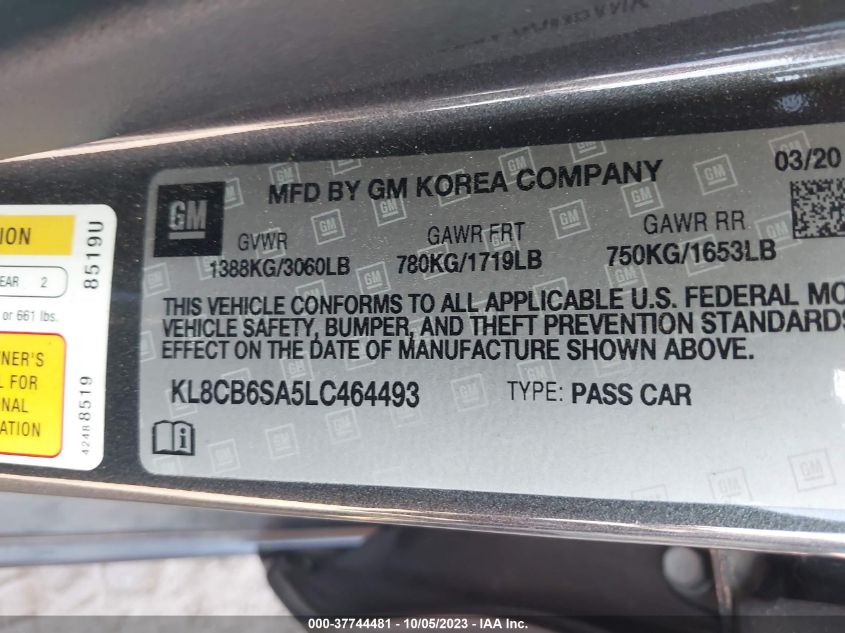 MFD BY GM KOREA COMPANY
03/20
GM
GVWR
GAWR FRT
GAWR RR
1388KG/3060LB
780KG/1719LB
750KG/1653LB
THIS VEHICLE CONFORMS TO ALL APPLICABLE U.S. FEDERAL MO
VEHICLE SAFETY, BUMPER, AND THEFT PREVENTION STANDARDS
EFFECT ON THE DATE OF MANUFACTURE SHOWN ABOVE.
KL8CB6SA5LC464493
TYPE: PASS CAR
ION
EAR 2
or 661 lbs.
NER'S
L FOR
ONAL
ATION
8519U
4248 8519
000-37744481 - 10/05/2023 - IAA Inc.